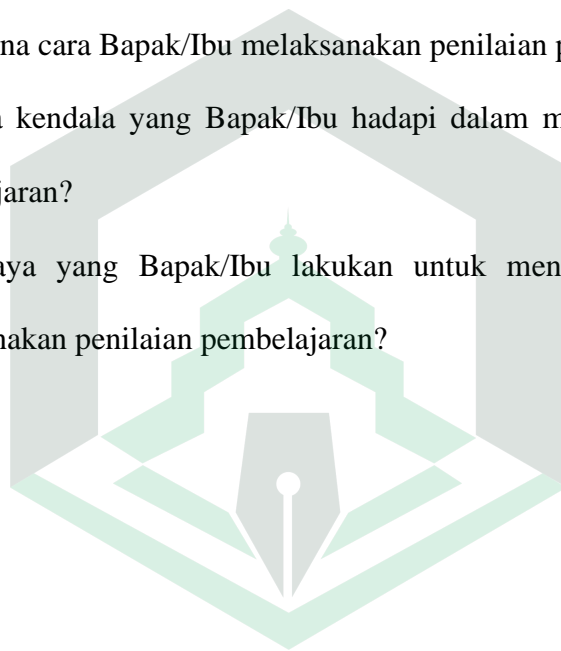 na cara Bapak/Ibu melaksanakan penilaian
kendala yang Bapak/Ibu hadapi dalam
jaran?
aya yang Bapak/Ibu lakukan untuk men
nakan penilaian pembelajaran?